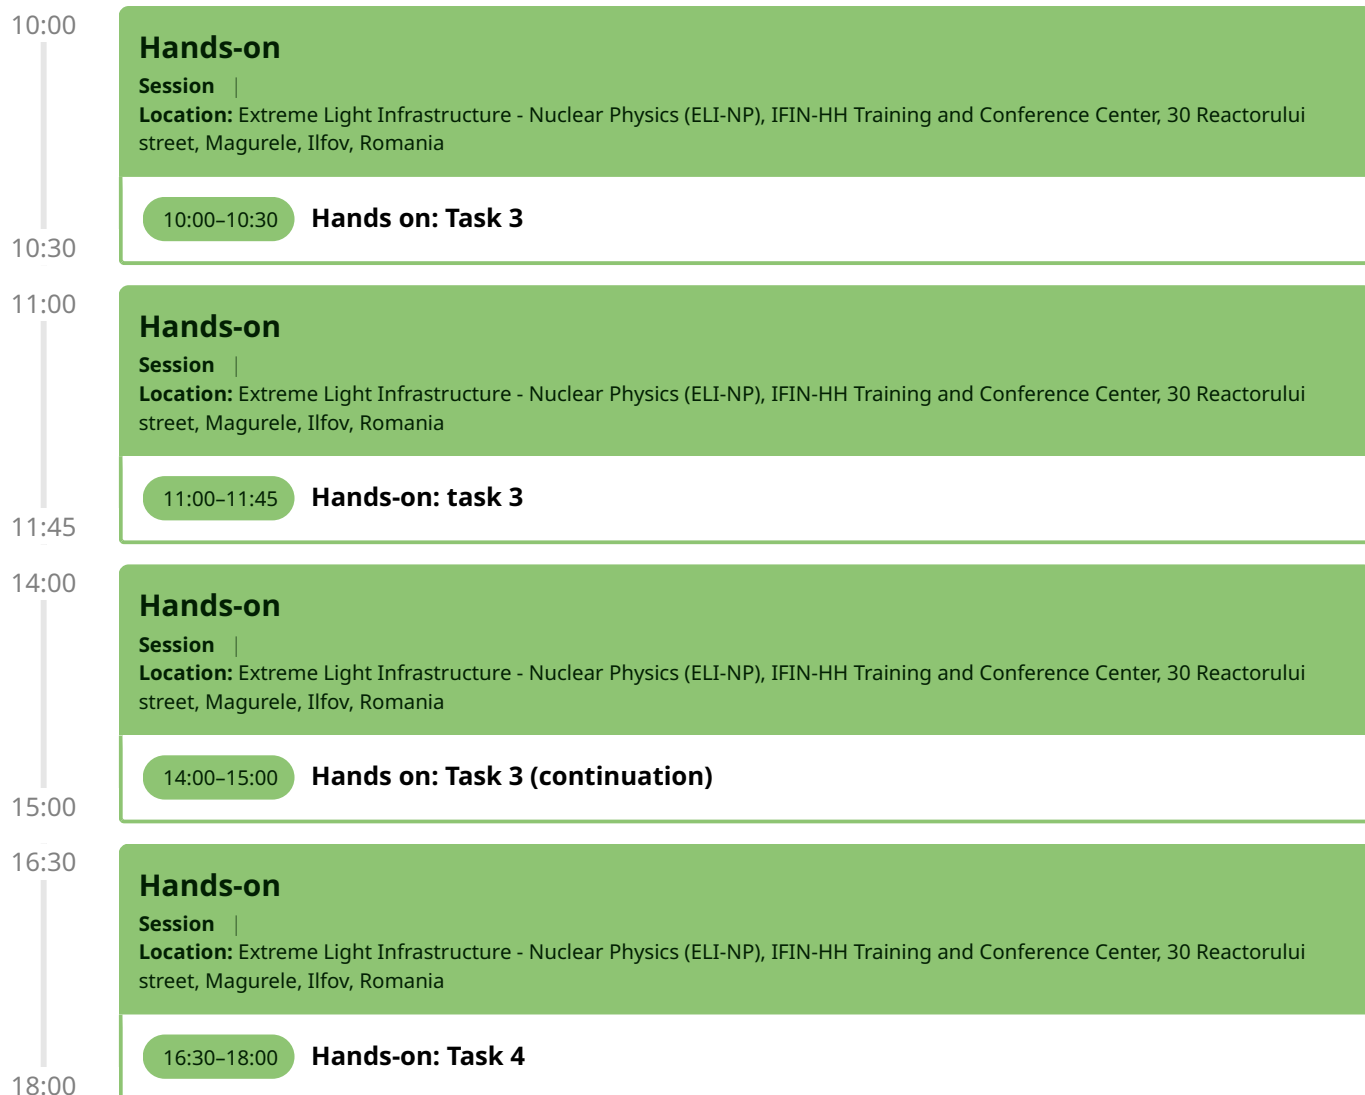 10:00
Hands-on
Session |
Location: Extreme Light Infrastructure - Nuclear Physics (ELI-NP), IFIN-HH Training and Conference Center, 30 Reactorului
street, Magurele, Ilfov, Romania
10:00–10:30 Hands on: Task 3
10:30
11:00
Hands-on
Session |
Location: Extreme Light Infrastructure - Nuclear Physics (ELI-NP), IFIN-HH Training and Conference Center, 30 Reactorului
street, Magurele, Ilfov, Romania
11:00–11:45 Hands-on: task 3
11:45
14:00
Hands-on
Session |
Location: Extreme Light Infrastructure - Nuclear Physics (ELI-NP), IFIN-HH Training and Conference Center, 30 Reactorului
street, Magurele, Ilfov, Romania
14:00–15:00 Hands on: Task 3 (continuation)
15:00
16:30
Hands-on
Session |
Location: Extreme Light Infrastructure - Nuclear Physics (ELI-NP), IFIN-HH Training and Conference Center, 30 Reactorului
street, Magurele, Ilfov, Romania
16:30–18:00 Hands-on: Task 4
18:00